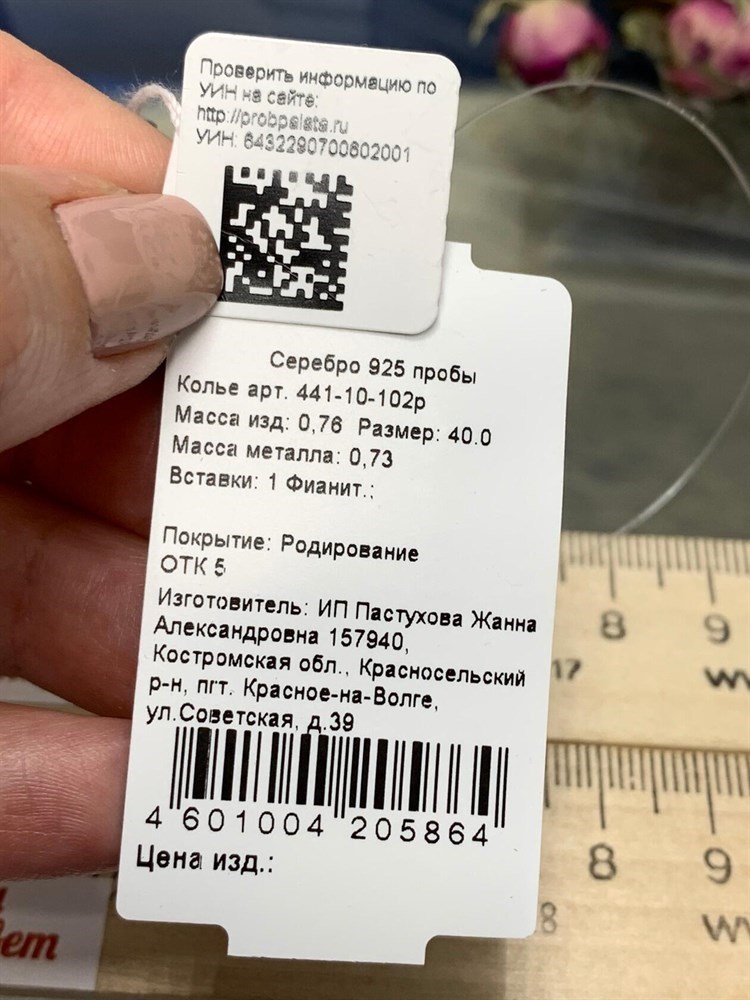 Проверить информацию по
УИН на сайте:
http://probpalata.ru
УИН: 6432290700602001
Серебро 925 пробы
Колье арт. 441-10-102р
Масса изд: 0,76 Размер: 40.0
Масса металла: 0,73
Вставки: 1 Фианит.;
Покрытие: Родирование
ОТК 5
Изготовитель: ИП Пастухова Жанна
Александровна 157940,
Костромская обл., Красносельский
р-н, пгт. Красное-на-Волге,
ул.Советская, д.39
4 601004 205864
Цена изд.:
8 9
17
8 9
8